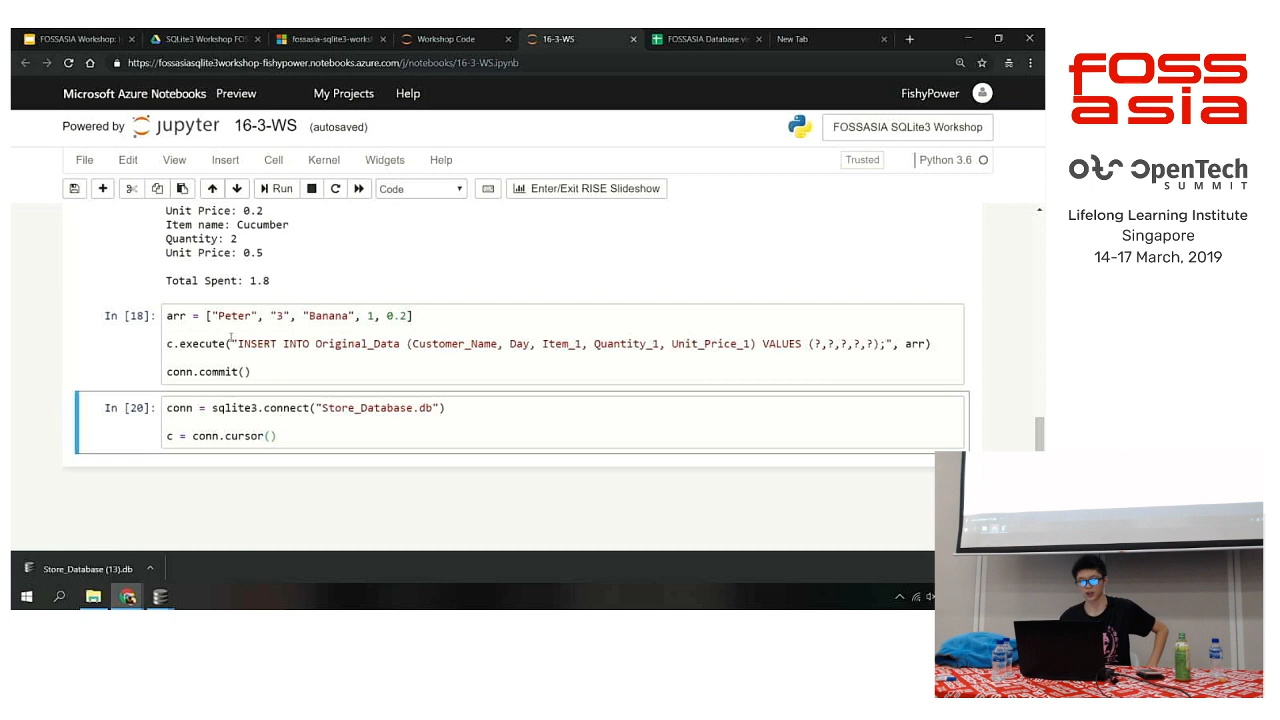 FOSSASIA Workshop:
SQLite3 Workshop FOS
fossasia-sqlite3-works
Workshop Code
16-3-WS
FOSSASIA Database vi
New Tab
https://fossasiasqlite3workshop-fishypower.notebooks.azure.com/j/notebooks/16-3-WS.ipynb
Microsoft Azure Notebooks Preview My Projects Help FishyPower
Powered by jupyter 16-3-WS (autosaved) FOSSASIA SQLite3 Workshop
File Edit View Insert Cell Kernel Widgets Help Trusted Python 3.6
Run Code Enter/Exit RISE Slideshow
Unit Price: 0.2
Item name: Cucumber
Quantity: 2
Unit Price: 0.5
Total Spent: 1.8
In [18]: arr = ["Peter", "3", "Banana", 1, 0.2]
c.execute("INSERT INTO Original_Data (Customer_Name, Day, Item_1, Quantity_1, Unit_Price_1) VALUES (?,?,?,?,?);", arr)
conn.commit()
In [20]: conn = sqlite3.connect("Store_Database.db")
c = conn.cursor()
Store_Database (13).db
FOSS
ASIA
OpenTech
SUMMIT
Lifelong Learning Institute
Singapore
14-17 March, 2019